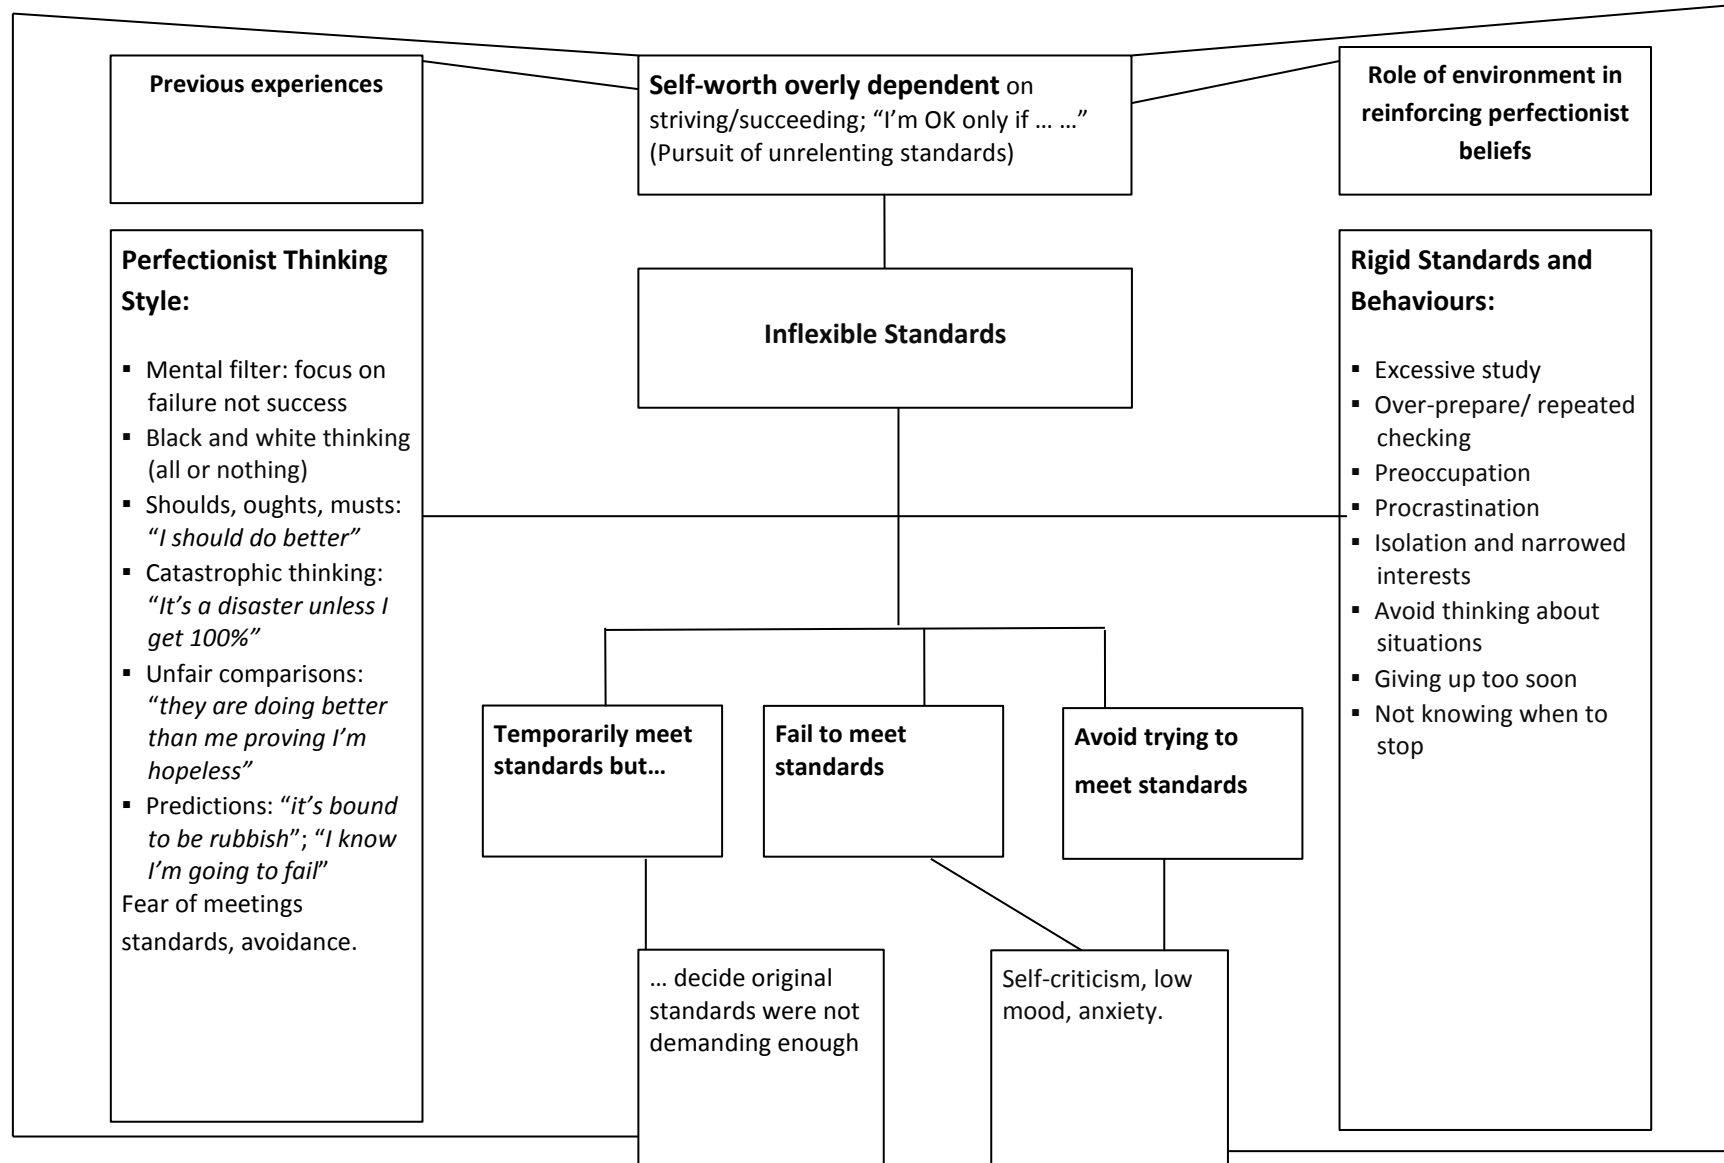 Previous experiences
Self-worth overly dependent on
striving/succeeding; “I’m OK only if … …”
(Pursuit of unrelenting standards)
Role of environment in
reinforcing perfectionist
beliefs
Perfectionist Thinking
Style:
▪ Mental filter: focus on
failure not success
▪ Black and white thinking
(all or nothing)
▪ Shoulds, oughts, musts:
“I should do better”
▪ Catastrophic thinking:
“It’s a disaster unless I
get 100%”
▪ Unfair comparisons:
“they are doing better
than me proving I’m
hopeless”
▪ Predictions: “it’s bound
to be rubbish”; “I know
I’m going to fail”
Fear of meetings
standards, avoidance.
Inflexible Standards
Rigid Standards and
Behaviours:
▪ Excessive study
▪ Over-prepare/ repeated
checking
▪ Preoccupation
▪ Procrastination
▪ Isolation and narrowed
interests
▪ Avoid thinking about
situations
▪ Giving up too soon
▪ Not knowing when to
stop
Temporarily meet
standards but…
Fail to meet
standards
Avoid trying to
meet standards
… decide original
standards were not
demanding enough
Self-criticism, low
mood, anxiety.